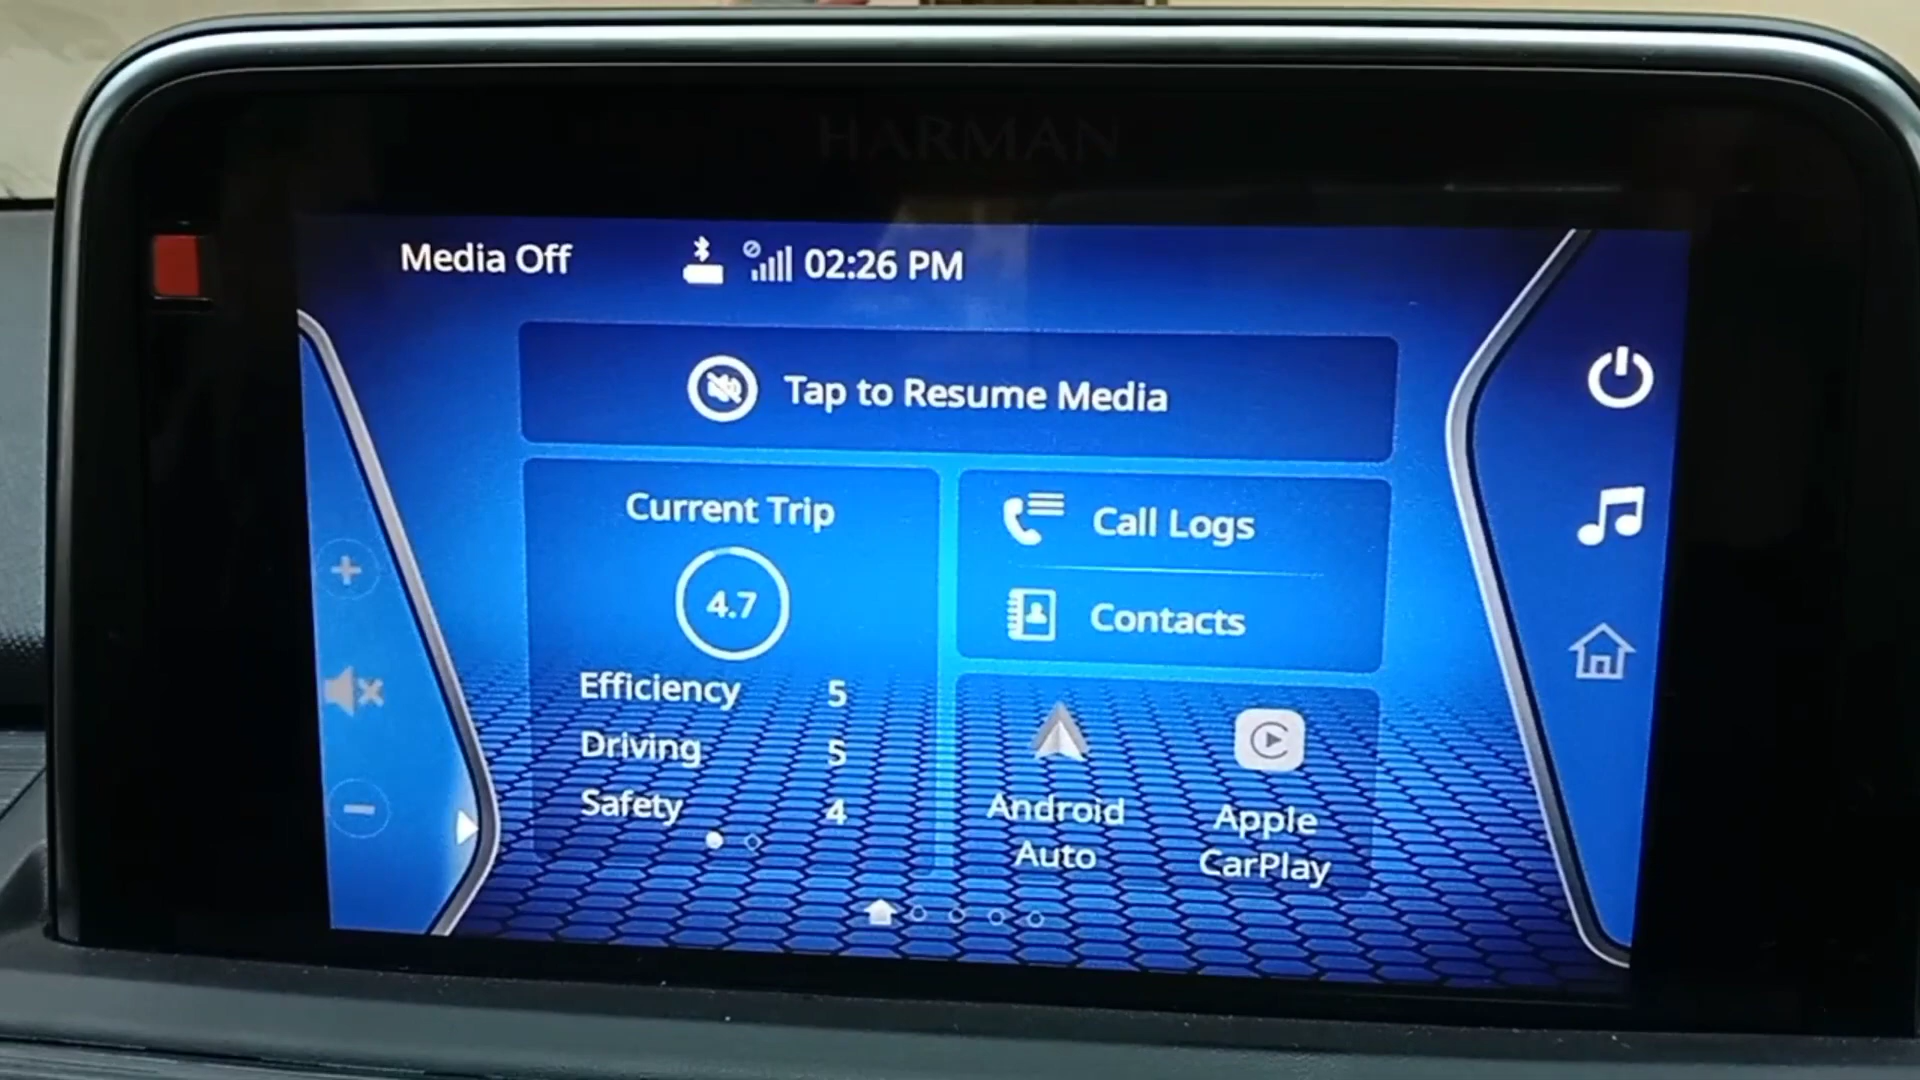 HARMAN
Media Off
02:26 PM
Tap to Resume Media
Current Trip
4.7
Efficiency 5
Driving 5
Safety 4
Call Logs
Contacts
Android
Auto
Apple
CarPlay